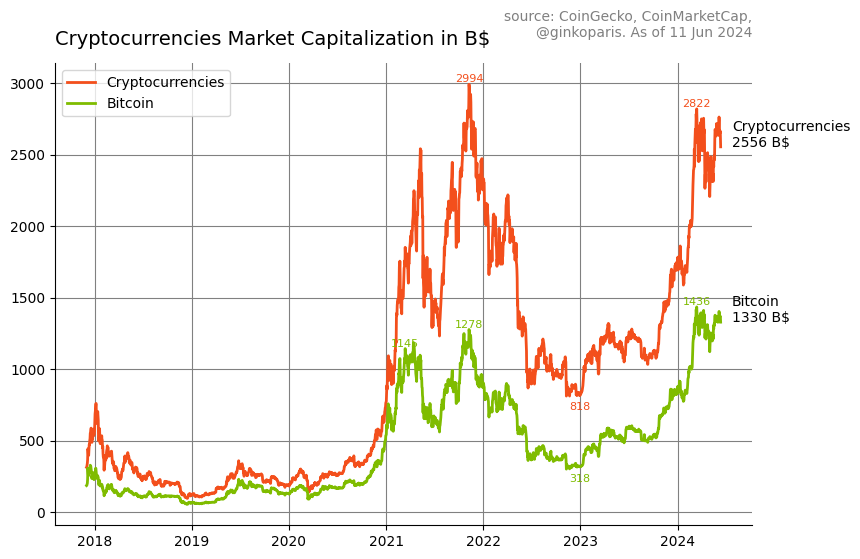 source: CoinGecko, CoinMarketCap,
@ginkoparis. As of 11 Jun 2024
Cryptocurrencies Market Capitalization in B$
Cryptocurrencies
Bitcoin
3000
2500
2000
1500
1000
500
0
2994
2822
Cryptocurrencies
2556 B$
1145
1278
1436
Bitcoin
1330 B$
818
318
2018
2019
2020
2021
2022
2023
2024